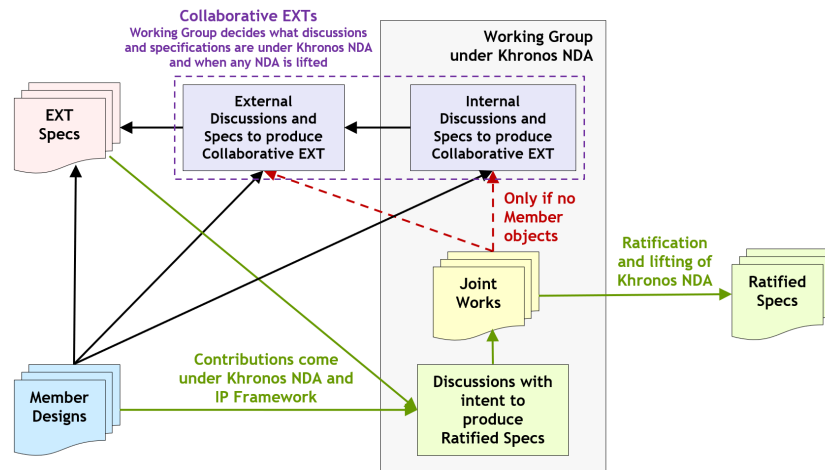 Collaborative EXTs
Working Group decides what discussions
and specifications are under Khronos NDA
and when any NDA is lifted
Working Group
under Khronos NDA
EXT
Specs
External
Discussions and
Specs to produce
Collaborative EXT
Internal
Discussions and
Specs to produce
Collaborative EXT
Only if no
Member
objects
Joint
Works
Ratification
and lifting of
Khronos NDA
Ratified
Specs
Contributions come
under Khronos NDA and
IP Framework
Member
Designs
Discussions with
intent to
produce
Ratified Specs